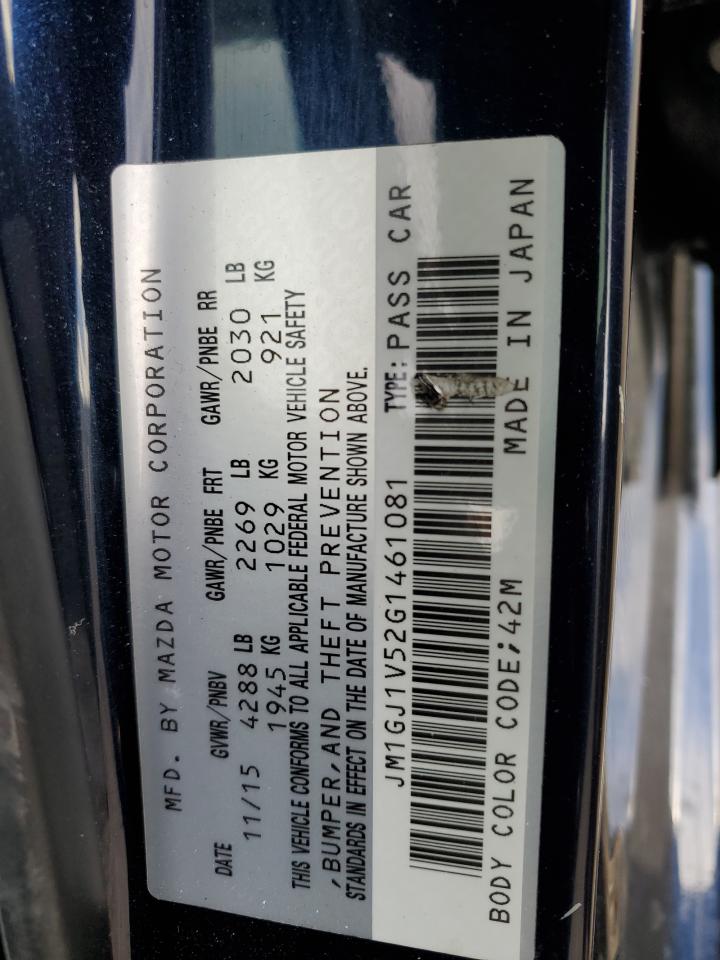 MFD. BY MAZDA MOTOR CORPORATION
DATE GVWR/PNBV GAWR/PNBE FRT GAWR/PNBE RR
11/15 4288 LB 2269 LB 2030 LB
1945 KG 1029 KG 921 KG
THIS VEHICLE CONFORMS TO ALL APPLICABLE FEDERAL MOTOR VEHICLE SAFETY
,BUMPER,AND THEFT PREVENTION
STANDARDS IN EFFECT ON THE DATE OF MANUFACTURE SHOWN ABOVE.
JM1GJ1V52G1461081 TYPE: PASS CAR
BODY COLOR CODE;42M MADE IN JAPAN